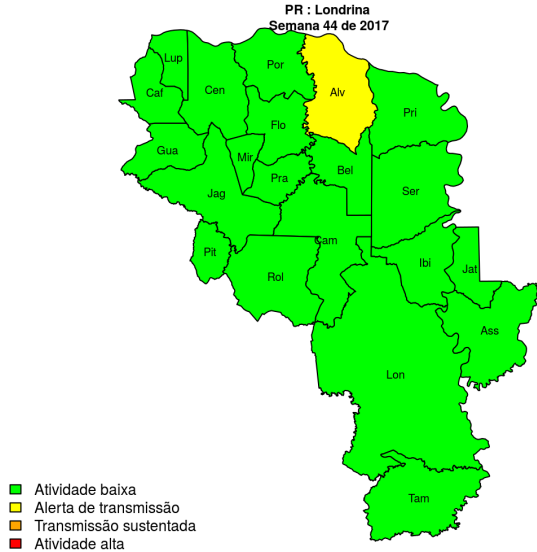 PR : Londrina
Semana 44 de 2017
Lup
Por
Caf
Cen
Alv
Pri
Flo
Gua
Mir
Bel
Pra
Jag
Ser
Cam
Pit
Ibi
Jat
Rol
Ass
Lon
Tam
Atividade baixa
Alerta de transmissão
Transmissão sustentada
Atividade alta